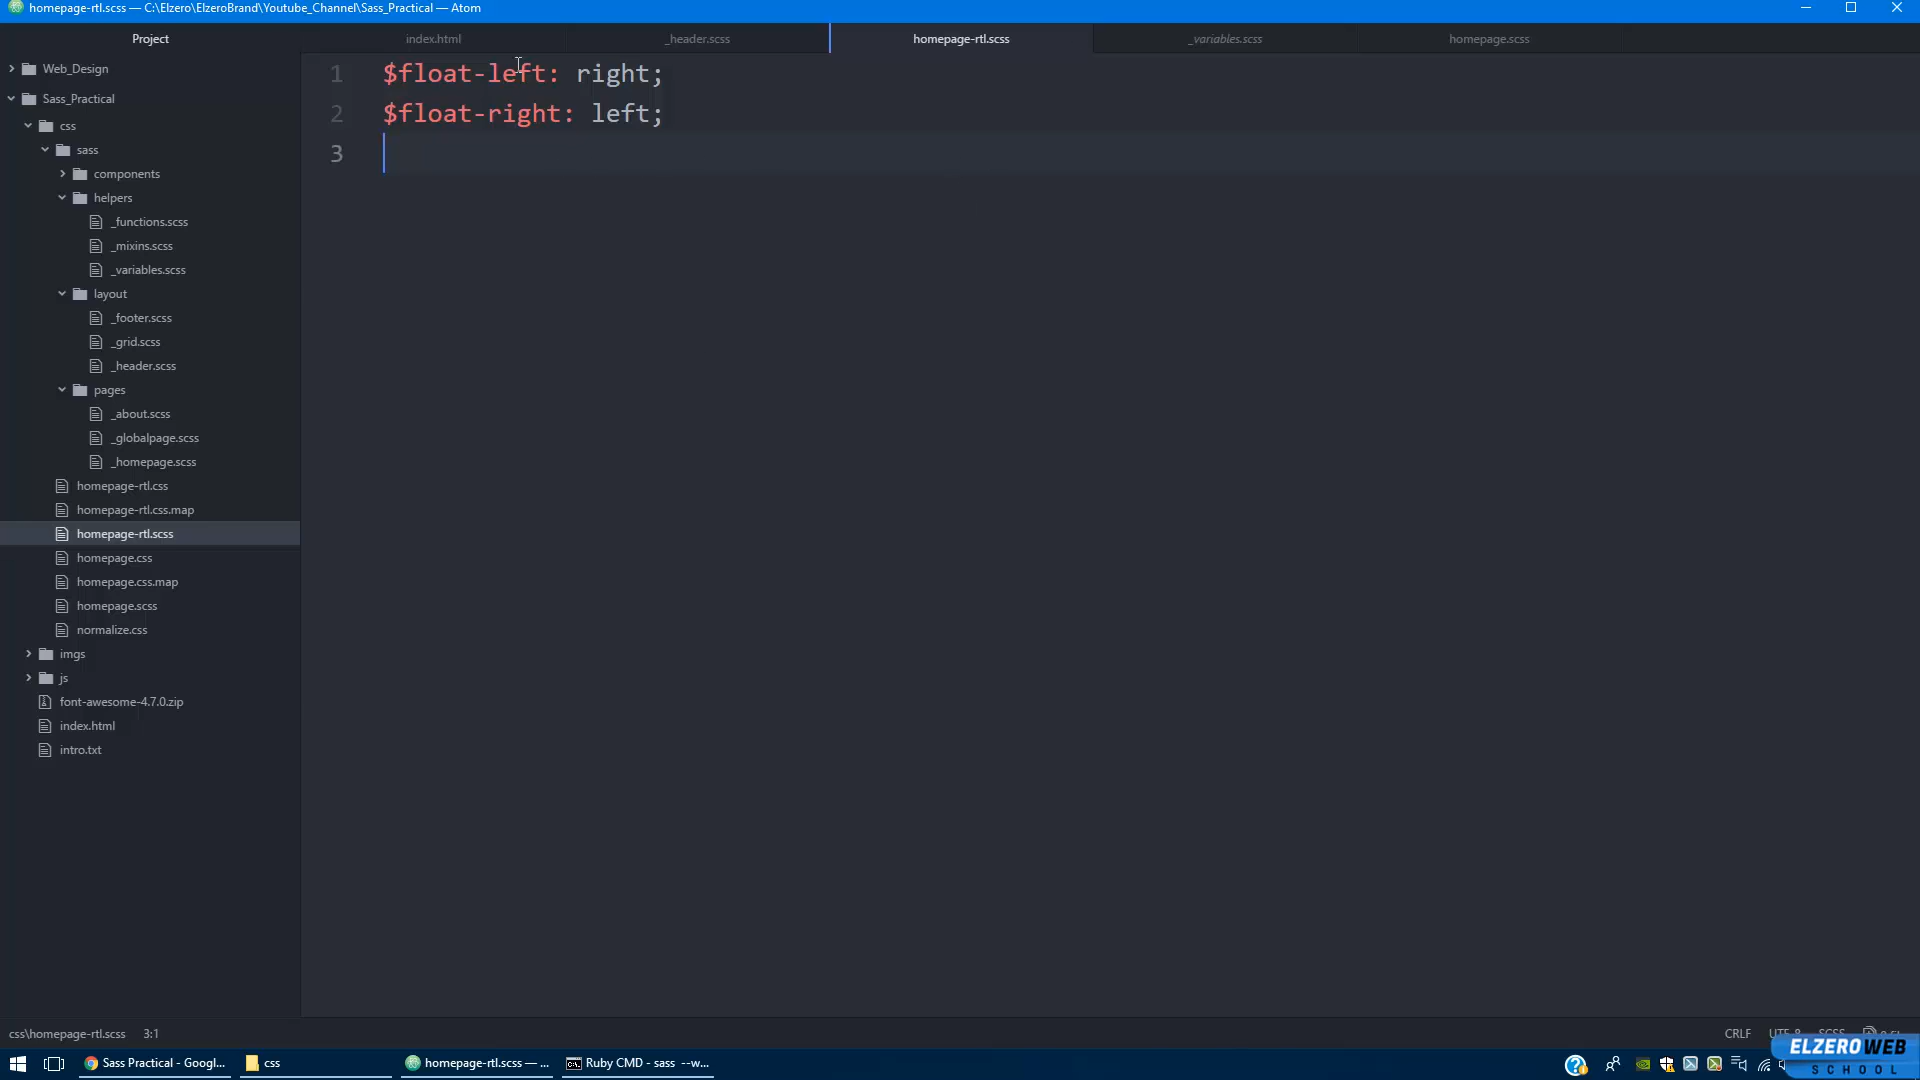 homepage-rtl.scss — C:\Elzero\ElzeroBrand\Youtube_Channel\Sass_Practical — Atom
Project
index.html
_header.scss
homepage-rtl.scss
_variables.scss
homepage.scss
Web_Design
Sass_Practical
css
sass
components
helpers
_functions.scss
_mixins.scss
_variables.scss
layout
_footer.scss
_grid.scss
_header.scss
pages
_about.scss
_globalpage.scss
_homepage.scss
homepage-rtl.css
homepage-rtl.css.map
homepage-rtl.scss
homepage.css
homepage.css.map
homepage.scss
normalize.css
imgs
js
font-awesome-4.7.0.zip
index.html
intro.txt
1 $float-left: right;
2 $float-right: left;
3
css\homepage-rtl.scss 3:1
CRLF UTF-8 SCSS
Sass Practical - Googl...
css
homepage-rtl.scss — ...
Ruby CMD - sass --w...
ELZEROWEB
SCHOOL